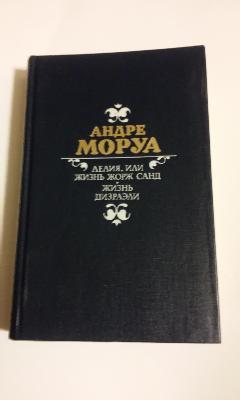 АНДРЕ
МОРУА
ЛЕЛИЯ, ИЛИ
ЖИЗНЬ ЖОРЖ САНД
•
ЖИЗНЬ
ДИЗРАЭЛИ